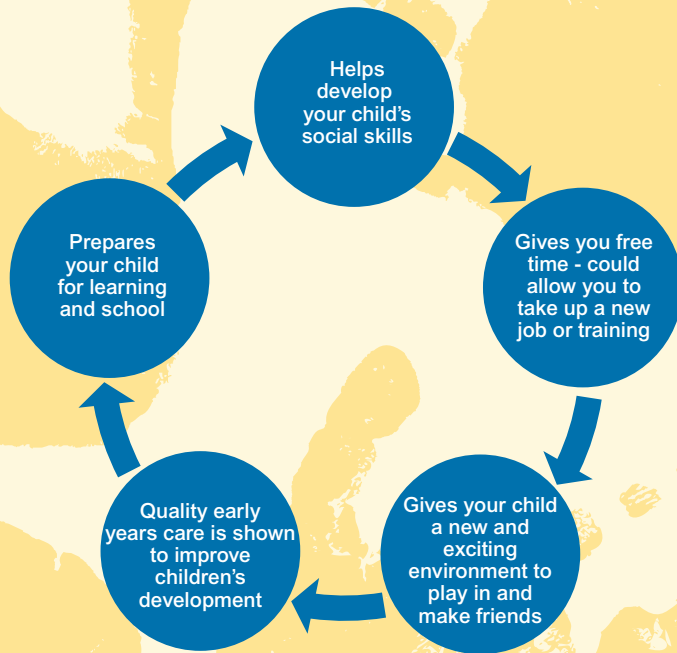 Helps
develop
your child's
social skills
Gives you free
time - could
allow you to
take up a new
job or training
Gives your child
a new and
exciting
environment to
play in and
make friends
Quality early
years care is shown
to improve
children's
development
Prepares
your child
for learning
and school